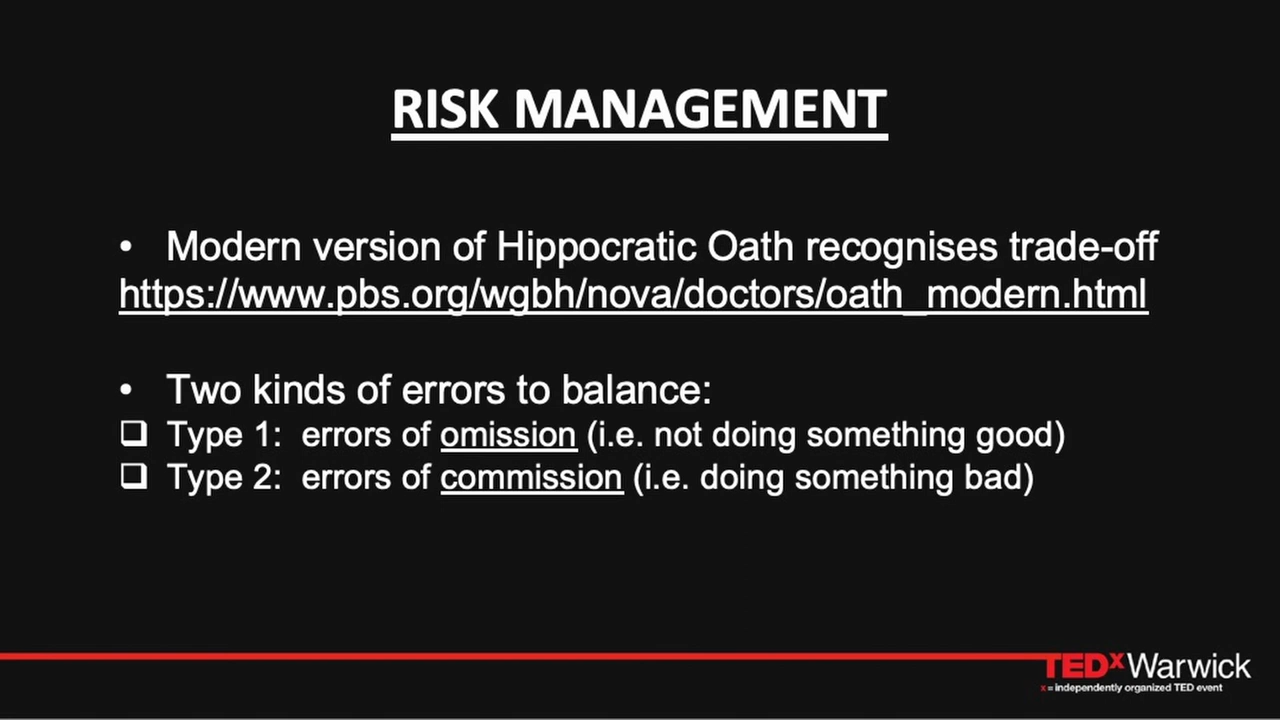 RISK MANAGEMENT
• Modern version of Hippocratic Oath recognises trade-off
https://www.pbs.org/wgbh/nova/doctors/oath_modern.html
• Two kinds of errors to balance:
❑ Type 1: errors of omission (i.e. not doing something good)
❑ Type 2: errors of commission (i.e. doing something bad)
TEDxWarwick
x = independently organized TED event